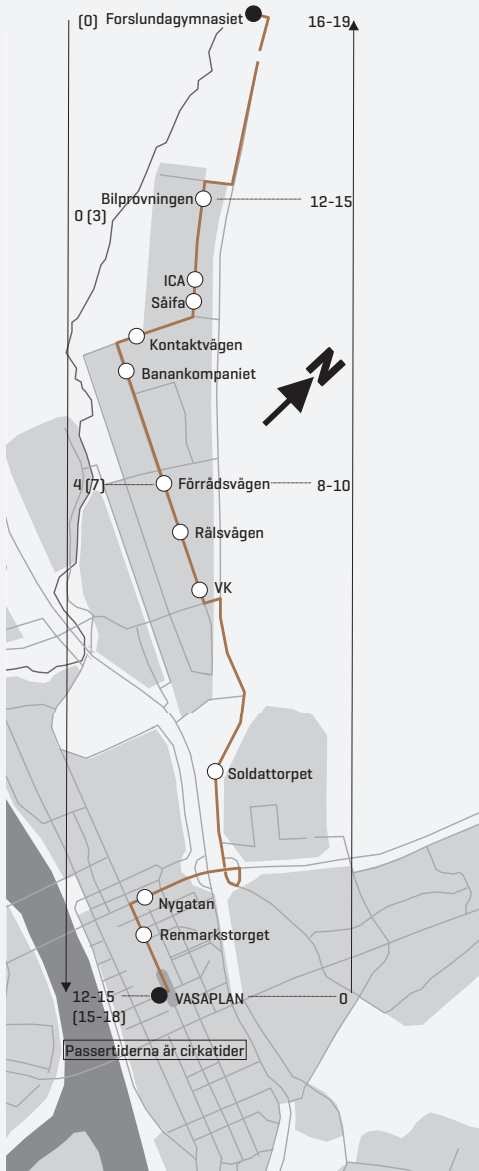 (0) Forslundagymnasiet 16-19
Bilprovningen 12-15
0 (3)
ICA
Såifa
Kontaktvägen
N
Banankompaniet
4 (7) Förrådsvägen 8-10
Rälsvägen
VK
Soldattorpet
Nygatan
Renmarkstorget
12-15 VASAPLAN 0
(15-18)
Passertiderna är cirkatider